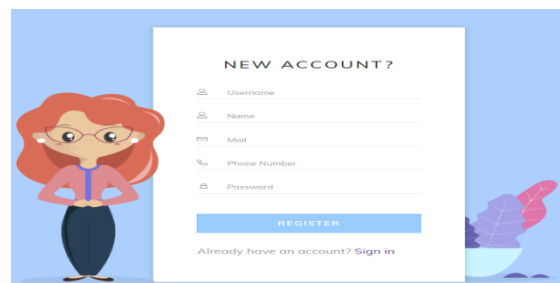 NEW ACCOUNT?
Username
Name
Mail
Phone Number
Password
REGISTER
Already have an account? Sign in